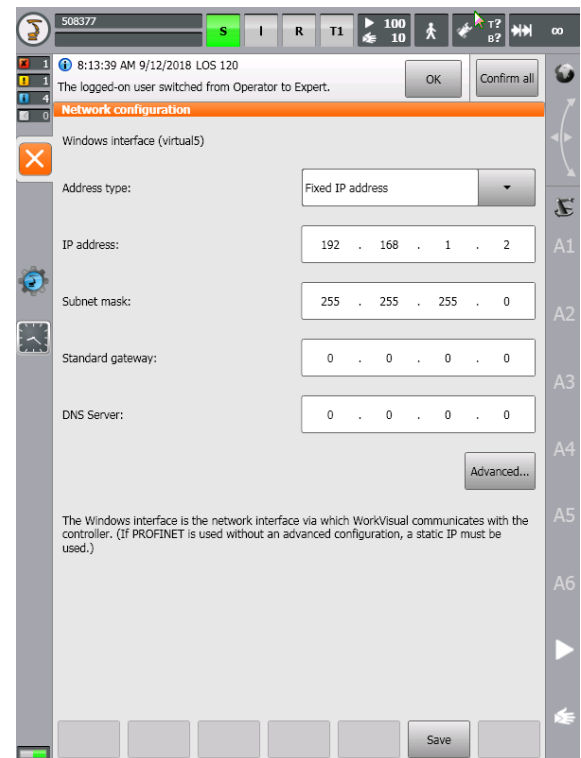 508377
S I R T1 100 10 T? B? ∞
1
1
4
0
8:13:39 AM 9/12/2018 LOS 120
The logged-on user switched from Operator to Expert.
OK
Confirm all
Network configuration
Windows interface (virtual5)
Address type: Fixed IP address
IP address: 192 . 168 . 1 . 2
Subnet mask: 255 . 255 . 255 . 0
Standard gateway: 0 . 0 . 0 . 0
DNS Server: 0 . 0 . 0 . 0
Advanced...
The Windows interface is the network interface via which WorkVisual communicates with the
controller. (If PROFINET is used without an advanced configuration, a static IP must be
used.)
A1
A2
A3
A4
A5
A6
Save